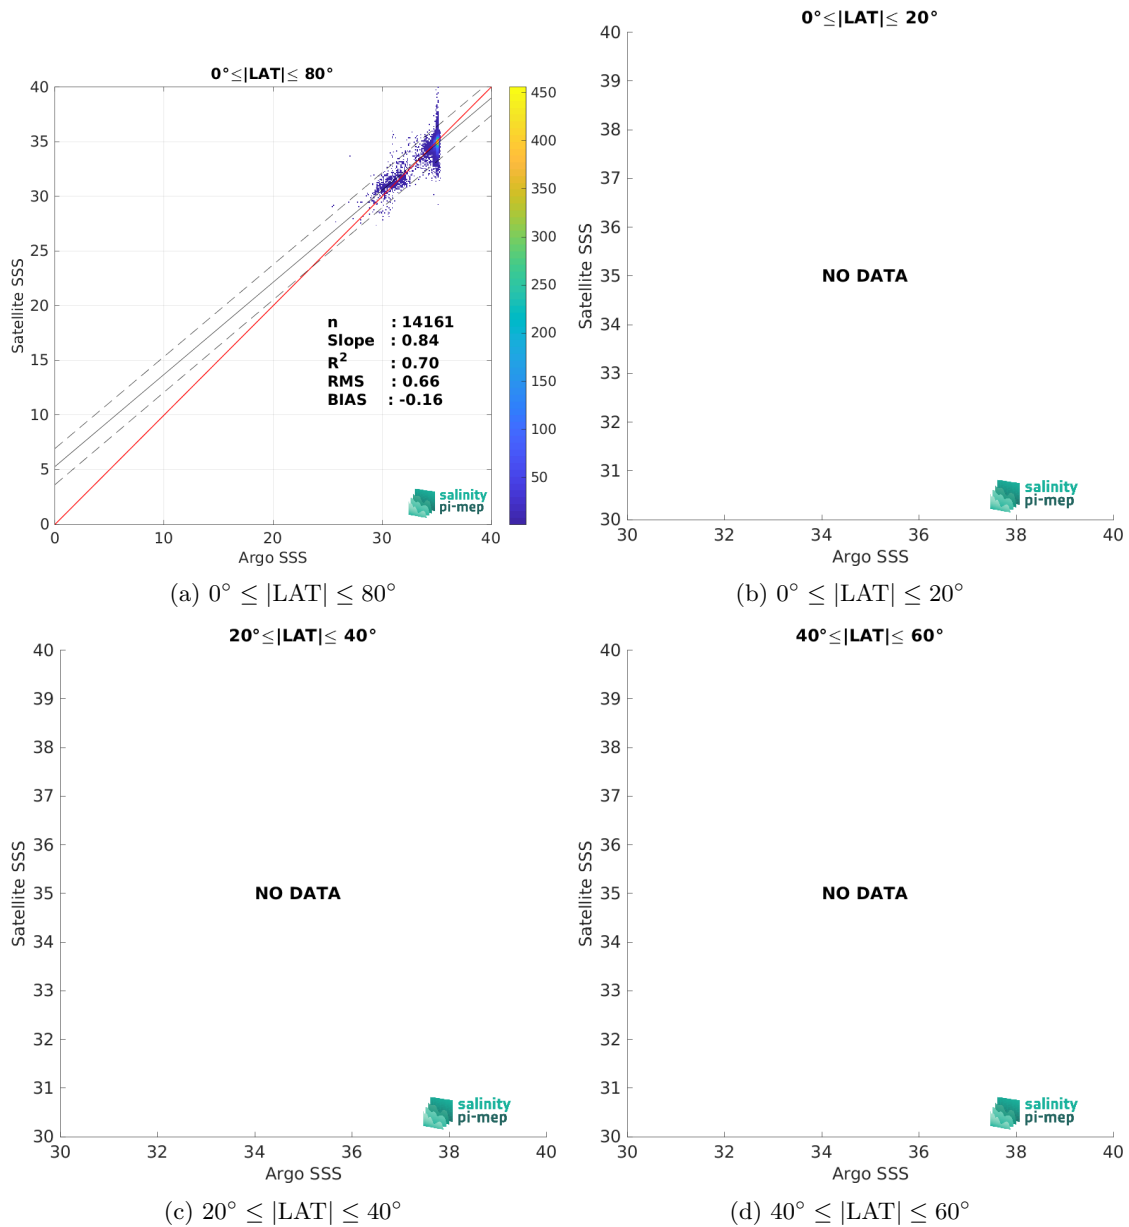 0°≤|LAT|≤ 80°
40
35
30
25
20
15
10
5
0
0
10
20
30
40
Satellite SSS
Argo SSS
n : 14161
Slope : 0.84
R2 : 0.70
RMS : 0.66
BIAS : -0.16
salinity
pi-mep
450
400
350
300
250
200
150
100
50
(a) 0° ≤ |LAT| ≤ 80°
0°≤|LAT|≤ 20°
40
39
38
37
36
35
34
33
32
31
30
30
32
34
36
38
40
Satellite SSS
Argo SSS
NO DATA
salinity
pi-mep
(b) 0° ≤ |LAT| ≤ 20°
20°≤|LAT|≤ 40°
40
39
38
37
36
35
34
33
32
31
30
30
32
34
36
38
40
Satellite SSS
Argo SSS
NO DATA
salinity
pi-mep
(c) 20° ≤ |LAT| ≤ 40°
40°≤|LAT|≤ 60°
40
39
38
37
36
35
34
33
32
31
30
30
32
34
36
38
40
Satellite SSS
Argo SSS
NO DATA
salinity
pi-mep
(d) 40° ≤ |LAT| ≤ 60°